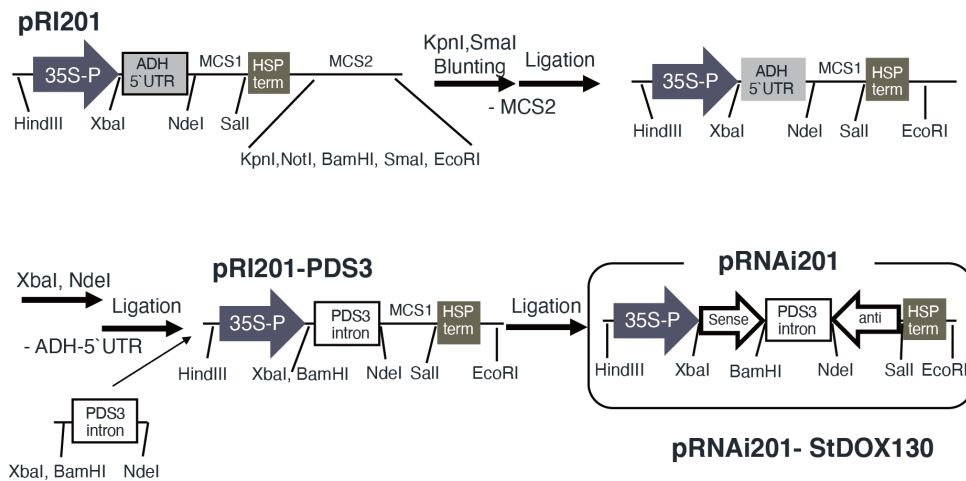 pRI201
35S-P
ADH
5`UTR
MCS1
HSP
term
MCS2
HindIII
XbaI
NdeI
SalI
KpnI,NotI, BamHI, SmaI, EcoRI
KpnI,SmaI
Blunting
Ligation
- MCS2
35S-P
ADH
5`UTR
MCS1
HSP
term
HindIII
XbaI
NdeI
SalI
EcoRI
XbaI, NdeI
Ligation
- ADH-5`UTR
PDS3
intron
XbaI, BamHI
NdeI
pRI201-PDS3
35S-P
PDS3
intron
MCS1
HSP
term
HindIII
XbaI, BamHI
NdeI
SalI
EcoRI
Ligation
pRNAi201
35S-P
Sense
PDS3
intron
anti
HSP
term
HindIII
XbaI
BamHI
NdeI
SalI
EcoRI
pRNAi201- StDOX130